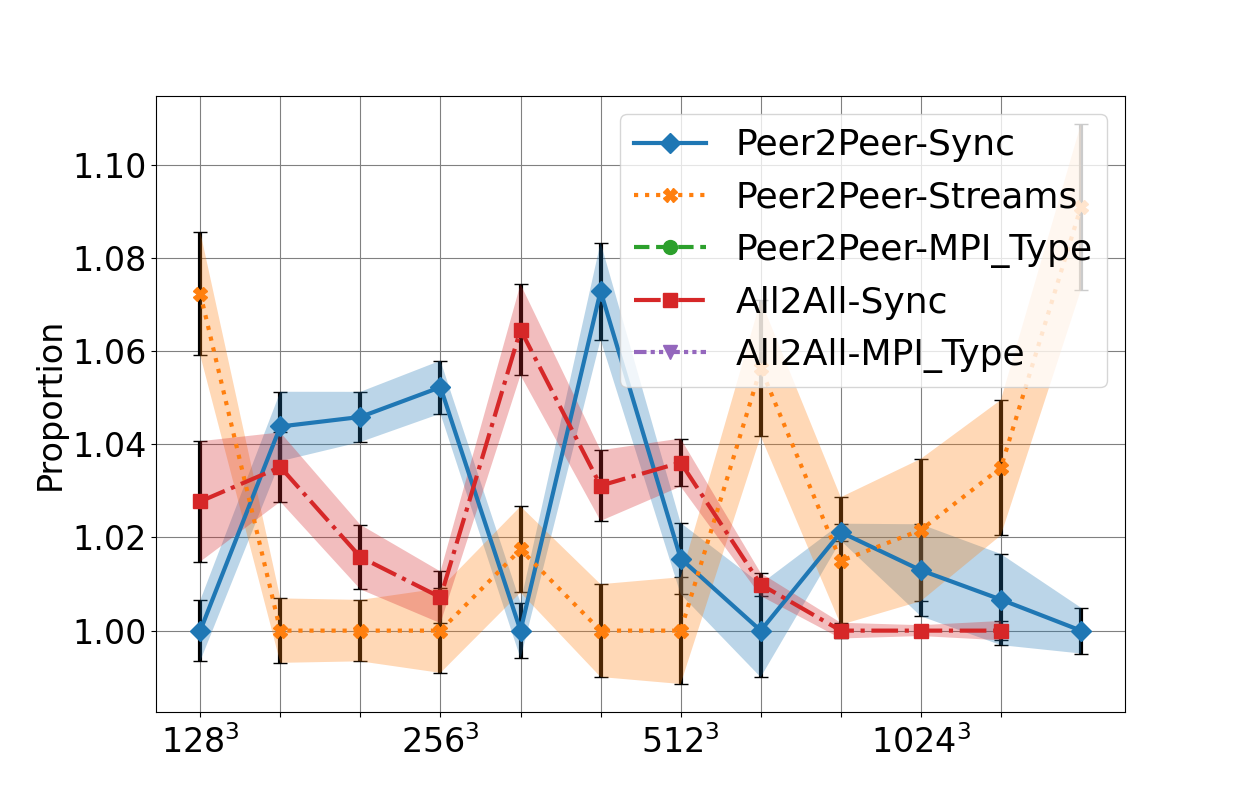 Proportion
1.10
1.08
1.06
1.04
1.02
1.00
128³
256³
512³
1024³
Peer2Peer-Sync
Peer2Peer-Streams
Peer2Peer-MPI_Type
All2All-Sync
All2All-MPI_Type